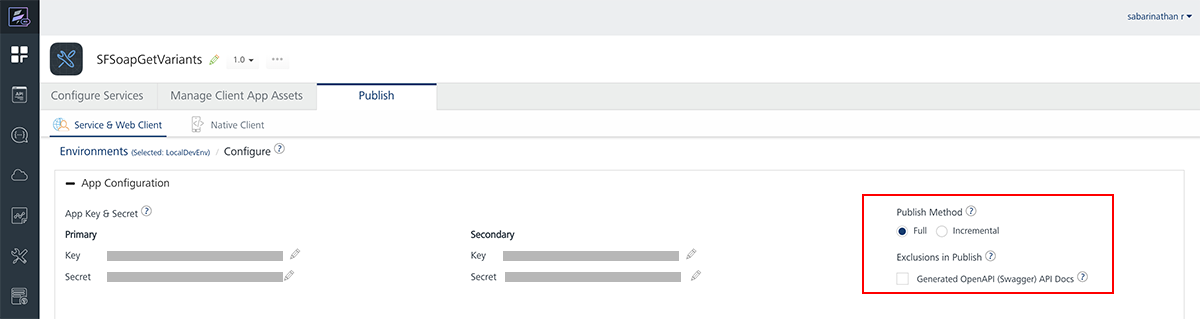 sabarinathan r
SFSoapGetVariants 1.0
Configure Services Manage Client App Assets Publish
Service & Web Client Native Client
Environments (Selected: LocalDevEnv) / Configure ?
App Configuration
App Key & Secret ?
Primary
Key
Secret
Secondary
Key
Secret
Publish Method ?
Full Incremental
Exclusions in Publish ?
Generated OpenAPI (Swagger) API Docs ?